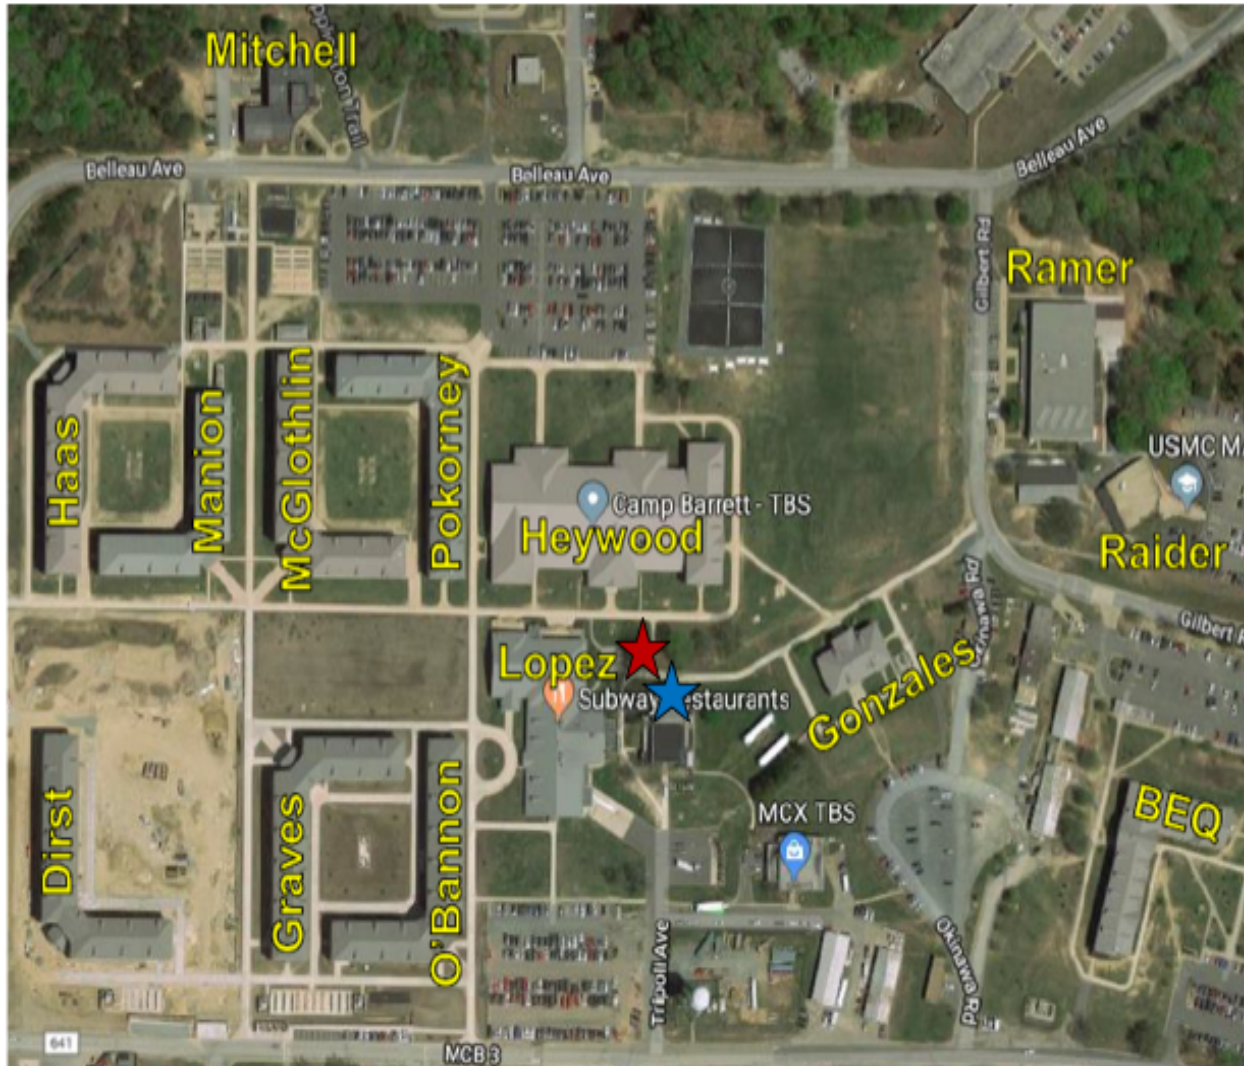 Mitchell
Belleau Ave
Belleau Ave
Belleau Ave
Gilbert Rd
Ramer
Haas
Manion
McGlothlin
Pokorney
USMC MA
Camp Barrett - TBS
Heywood
Raider
Okinawa Rd
Gilbert R
Lopez
Subway Restaurants
Gonzales
Dirst
Graves
O'Bannon
MCX TBS
BEQ
Tripoli Ave
Okinawa Rd
641
MCB 3